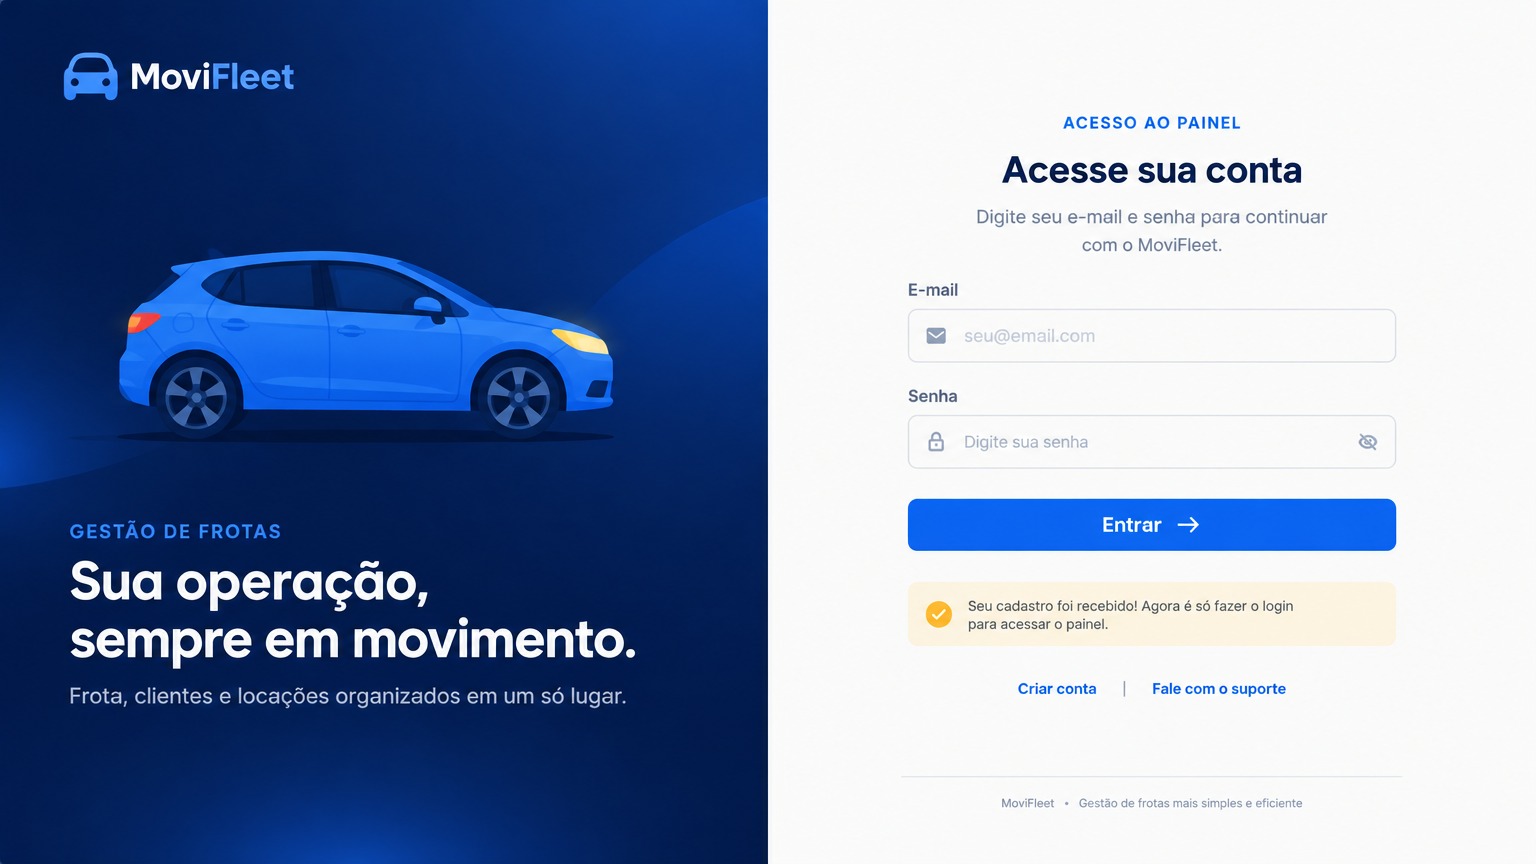 MoviFleet
GESTÃO DE FROTAS
Sua operação,
sempre em movimento.
Frota, clientes e locações organizados em um só lugar.
ACESSO AO PAINEL
Acesse sua conta
Digite seu e-mail e senha para continuar
com o MoviFleet.
E-mail
seu@email.com
Senha
Digite sua senha
Entrar →
Seu cadastro foi recebido! Agora é só fazer o login
para acessar o painel.
Criar conta | Fale com o suporte
MoviFleet • Gestão de frotas mais simples e eficiente